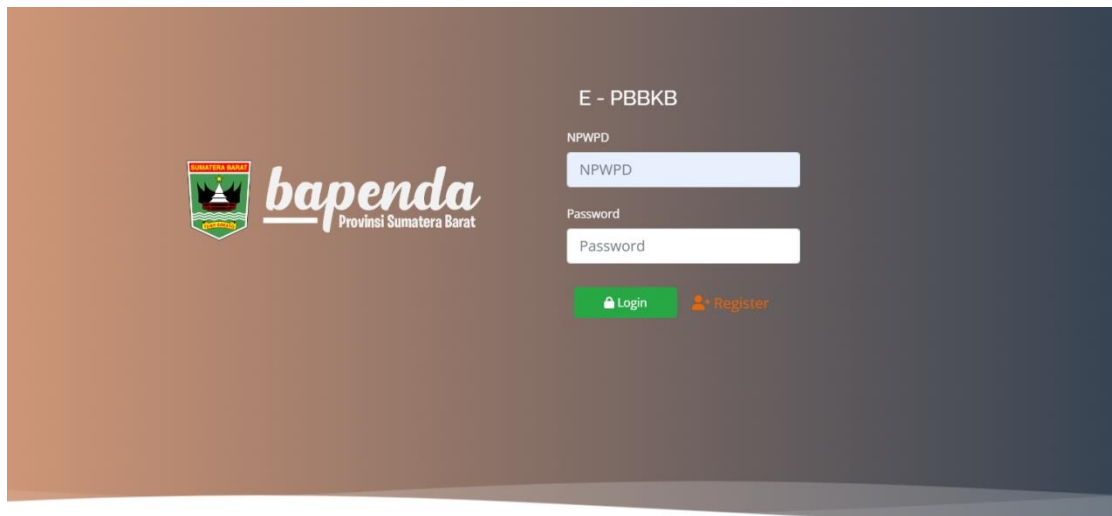 SUMATERA BARAT
bapenda
Provinsi Sumatera Barat
E - PBBKB
NPWPD
NPWPD
Password
Password
Login
Register